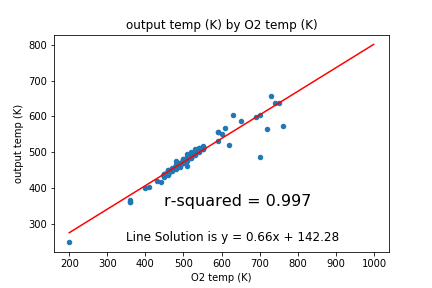 output temp (K) by O2 temp (K)
800
700
600
500
400
300
output temp (K)
r-squared = 0.997
Line Solution is y = 0.66x + 142.28
200 300 400 500 600 700 800 900 1000
O2 temp (K)